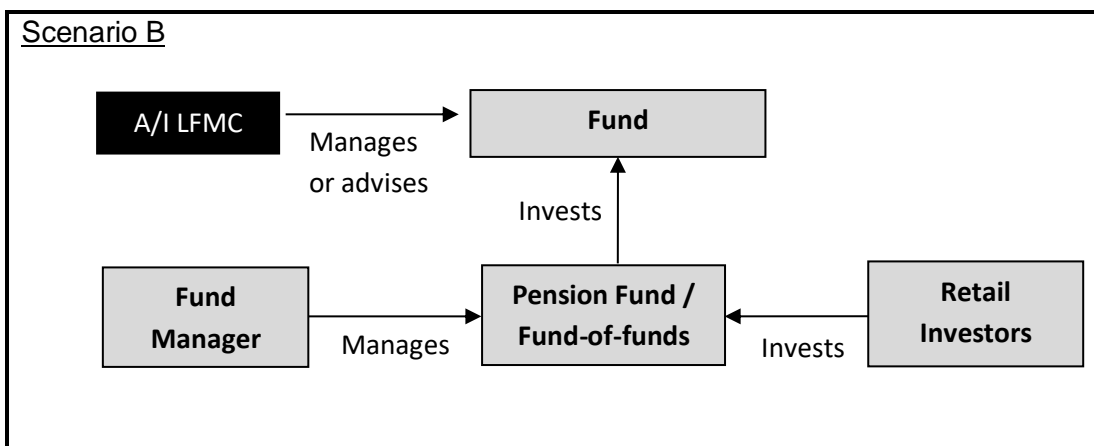 Scenario B
A/I LFMC
Manages
or advises
Fund
Invests
Fund
Manager
Manages
Pension Fund /
Fund-of-funds
Invests
Retail
Investors